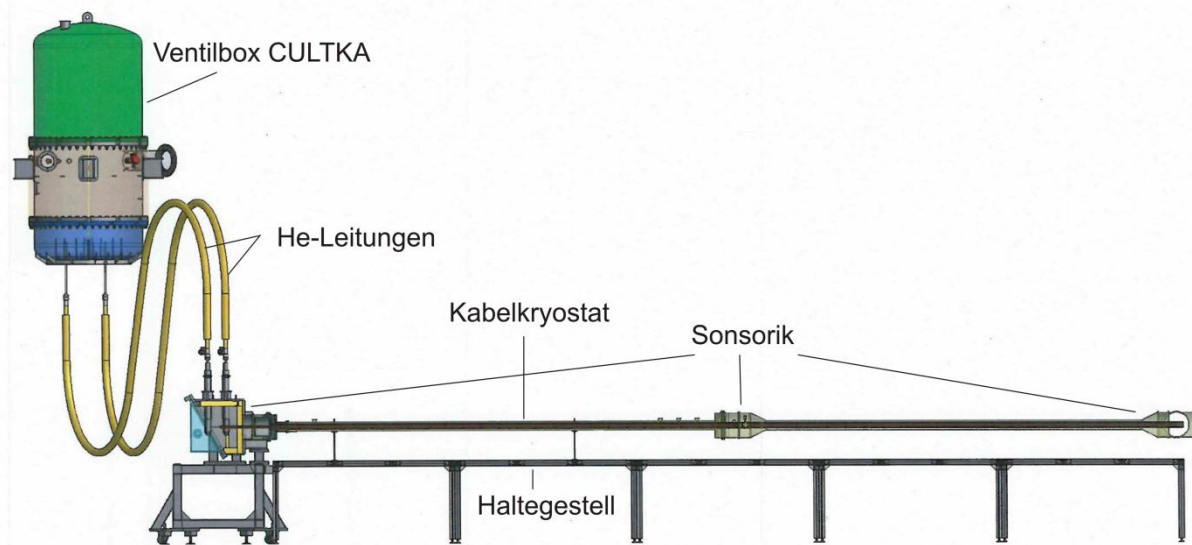 Ventilbox CULTKA
He-Leitungen
Kabelkryostat
Sonsorik
Haltegestell